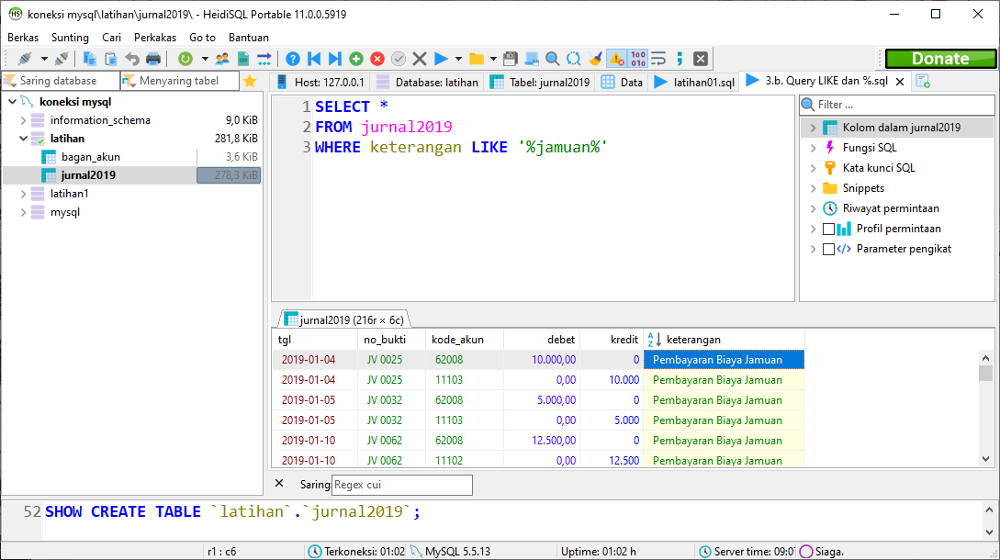 koneksi mysql\latihan\jurnal2019\ - HeidiSQL Portable 11.0.0.5919
Berkas Sunting Cari Perkakas Go to Bantuan
Donate
Saring database Menyaring tabel
Host: 127.0.0.1 Database: latihan Tabel: jurnal2019 Data latihan01.sql 3.b. Query LIKE dan %.sql
koneksi mysql
information_schema 9,0 KiB
latihan 281,8 KiB
bagan_akun 3,6 KiB
jurnal2019 278,3 KiB
latihan1
mysql
1 SELECT *
2 FROM jurnal2019
3 WHERE keterangan LIKE '%jamuan%'
Filter ...
Kolom dalam jurnal2019
Fungsi SQL
Kata kunci SQL
Snippets
Riwayat permintaan
Profil permintaan
Parameter pengikat
jurnal2019 (216r × 6c)
tgl no_bukti kode_akun debet kredit keterangan
2019-01-04 JV 0025 62008 10.000,00 0 Pembayaran Biaya Jamuan
2019-01-04 JV 0025 11103 0,00 10.000 Pembayaran Biaya Jamuan
2019-01-05 JV 0032 62008 5.000,00 0 Pembayaran Biaya Jamuan
2019-01-05 JV 0032 11103 0,00 5.000 Pembayaran Biaya Jamuan
2019-01-10 JV 0062 62008 12.500,00 0 Pembayaran Biaya Jamuan
2019-01-10 JV 0062 11102 0,00 12.500 Pembayaran Biaya Jamuan
Saring: Regex cui
52 SHOW CREATE TABLE `latihan`.`jurnal2019`;
r1 : c6 Terkoneksi: 01:02 MySQL 5.5.13 Uptime: 01:02 h Server time: 09:07 Siaga.